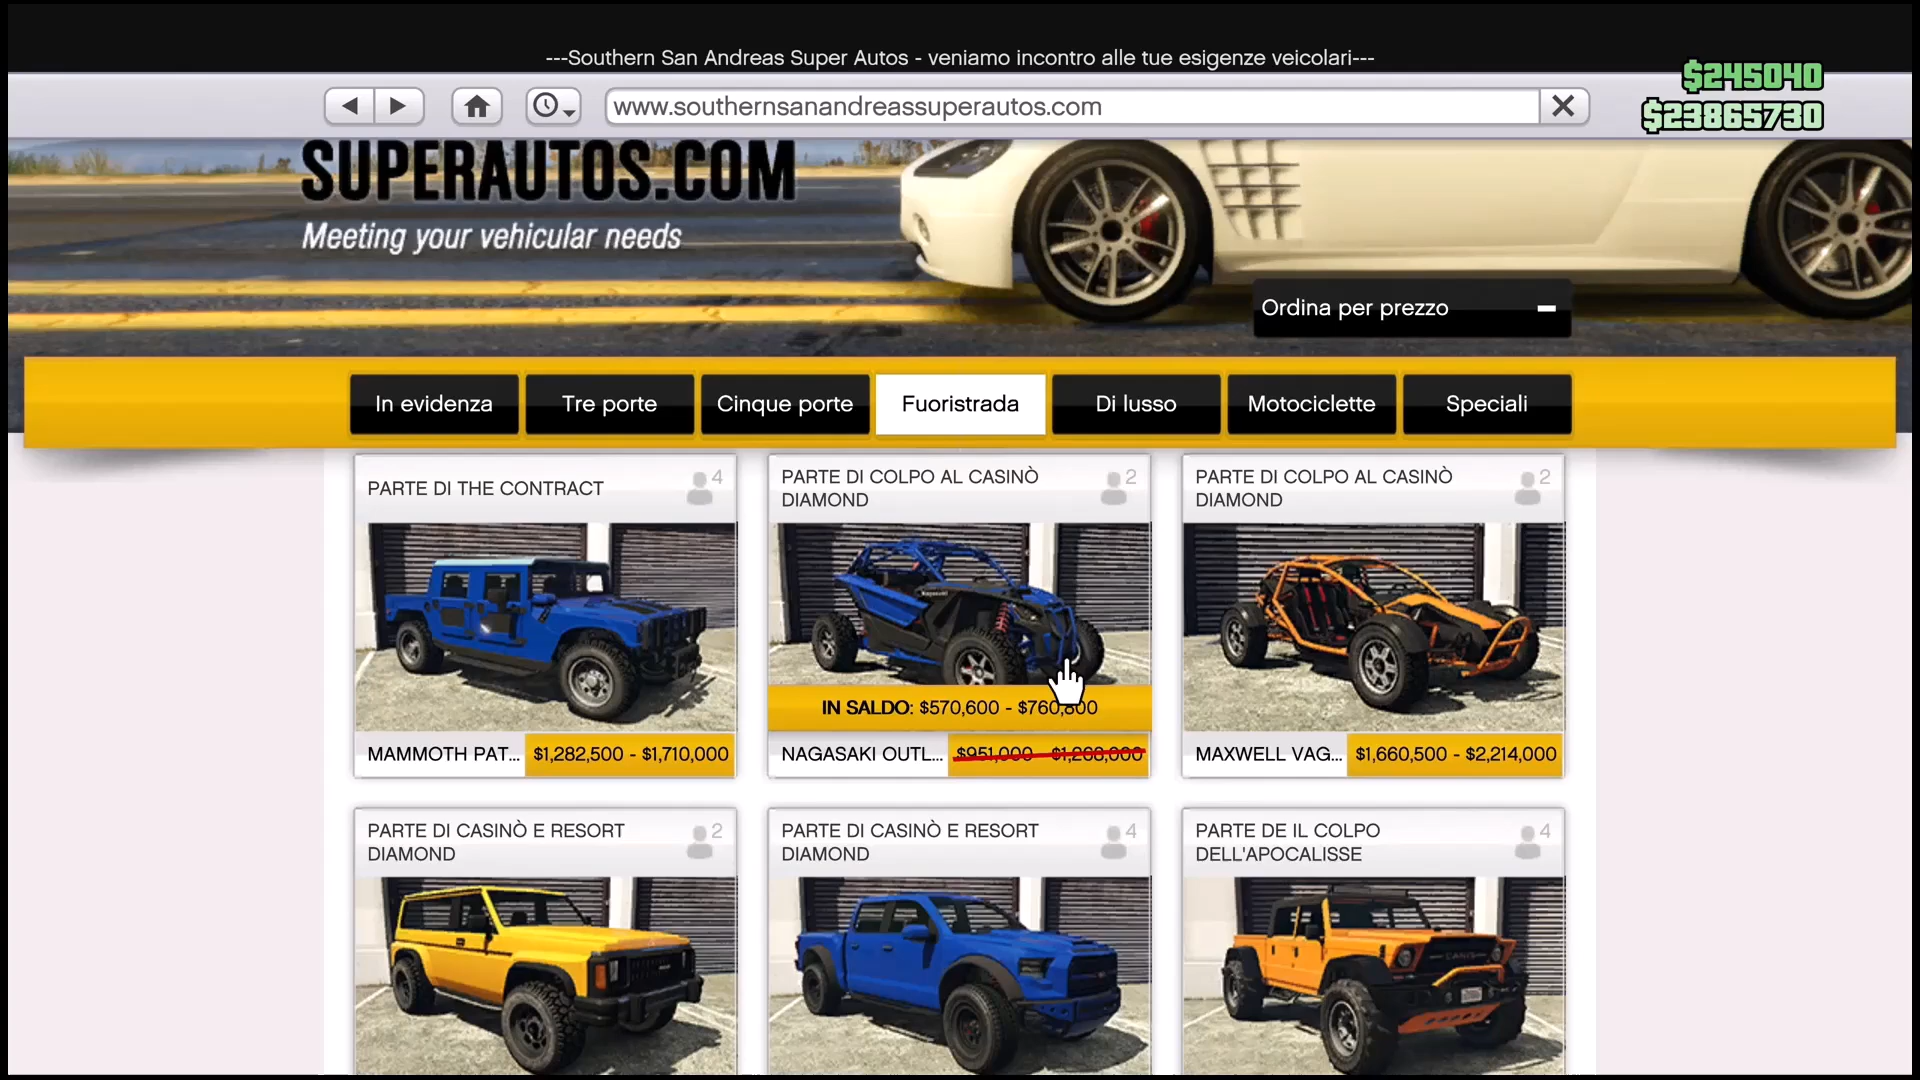 ---Southern San Andreas Super Autos - veniamo incontro alle tue esigenze veicolari---
$245040
www.southernsanandreassuperautos.com
$23865730
SUPERAUTOS.COM
Meeting your vehicular needs
Ordina per prezzo
In evidenza
Tre porte
Cinque porte
Fuoristrada
Di lusso
Motociclette
Speciali
PARTE DI THE CONTRACT
4
PARTE DI COLPO AL CASINÒ
DIAMOND
2
PARTE DI COLPO AL CASINÒ
DIAMOND
2
IN SALDO: $570,600 - $760,800
MAMMOTH PAT...
$1,282,500 - $1,710,000
NAGASAKI OUTL...
$951,000 - $1,268,000
MAXWELL VAG...
$1,660,500 - $2,214,000
PARTE DI CASINÒ E RESORT
DIAMOND
2
PARTE DI CASINÒ E RESORT
DIAMOND
4
PARTE DE IL COLPO
DELL'APOCALISSE
4